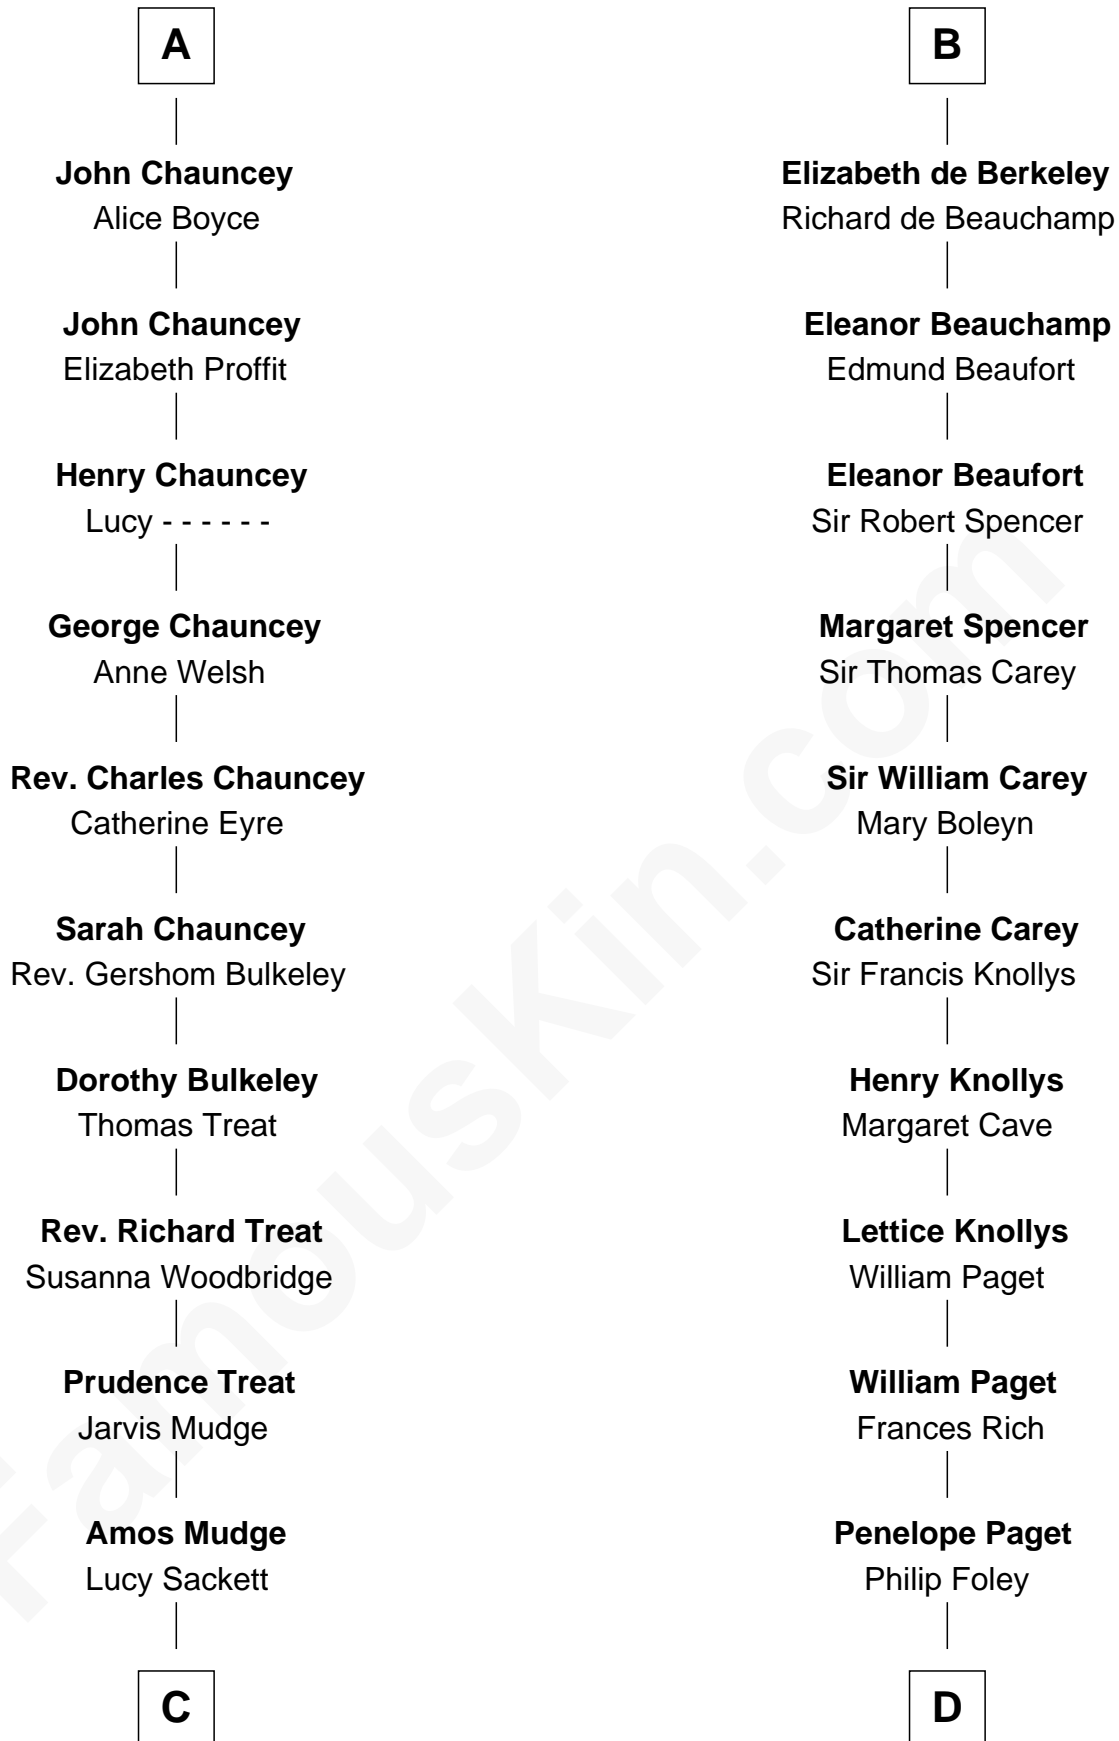 A
John Chauncey
Alice Boyce
John Chauncey
Elizabeth Proffit
Henry Chauncey
Lucy - - - - - -
George Chauncey
Anne Welsh
Rev. Charles Chauncey
Catherine Eyre
Sarah Chauncey
Rev. Gershom Bulkeley
Dorothy Bulkeley
Thomas Treat
Rev. Richard Treat
Susanna Woodbridge
Prudence Treat
Jarvis Mudge
Amos Mudge
Lucy Sackett
C
B
Elizabeth de Berkeley
Richard de Beauchamp
Eleanor Beauchamp
Edmund Beaufort
Eleanor Beaufort
Sir Robert Spencer
Margaret Spencer
Sir Thomas Carey
Sir William Carey
Mary Boleyn
Catherine Carey
Sir Francis Knollys
Henry Knollys
Margaret Cave
Lettice Knollys
William Paget
William Paget
Frances Rich
Penelope Paget
Philip Foley
D
FamousKin.com